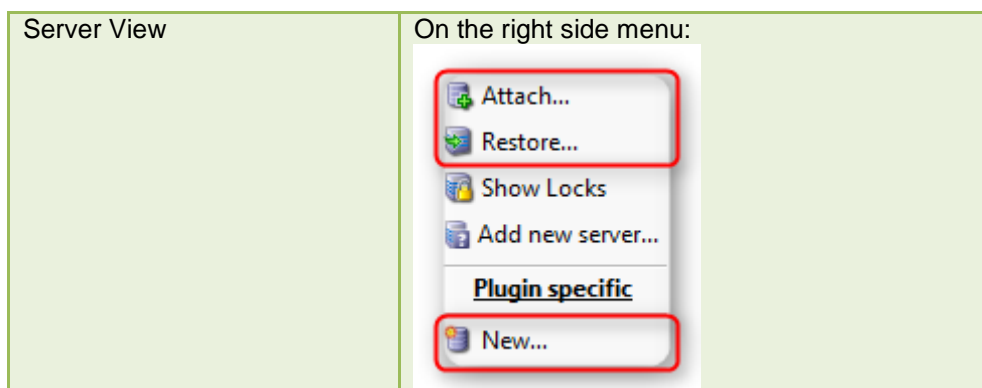 Server View
On the right side menu:
Attach...
Restore...
Show Locks
Add new server...
Plugin specific
New...